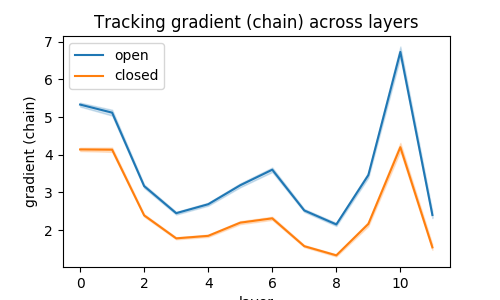 Tracking gradient (chain) across layers
open
closed
gradient (chain)
7
6
5
4
3
2
0 2 4 6 8 10
layer